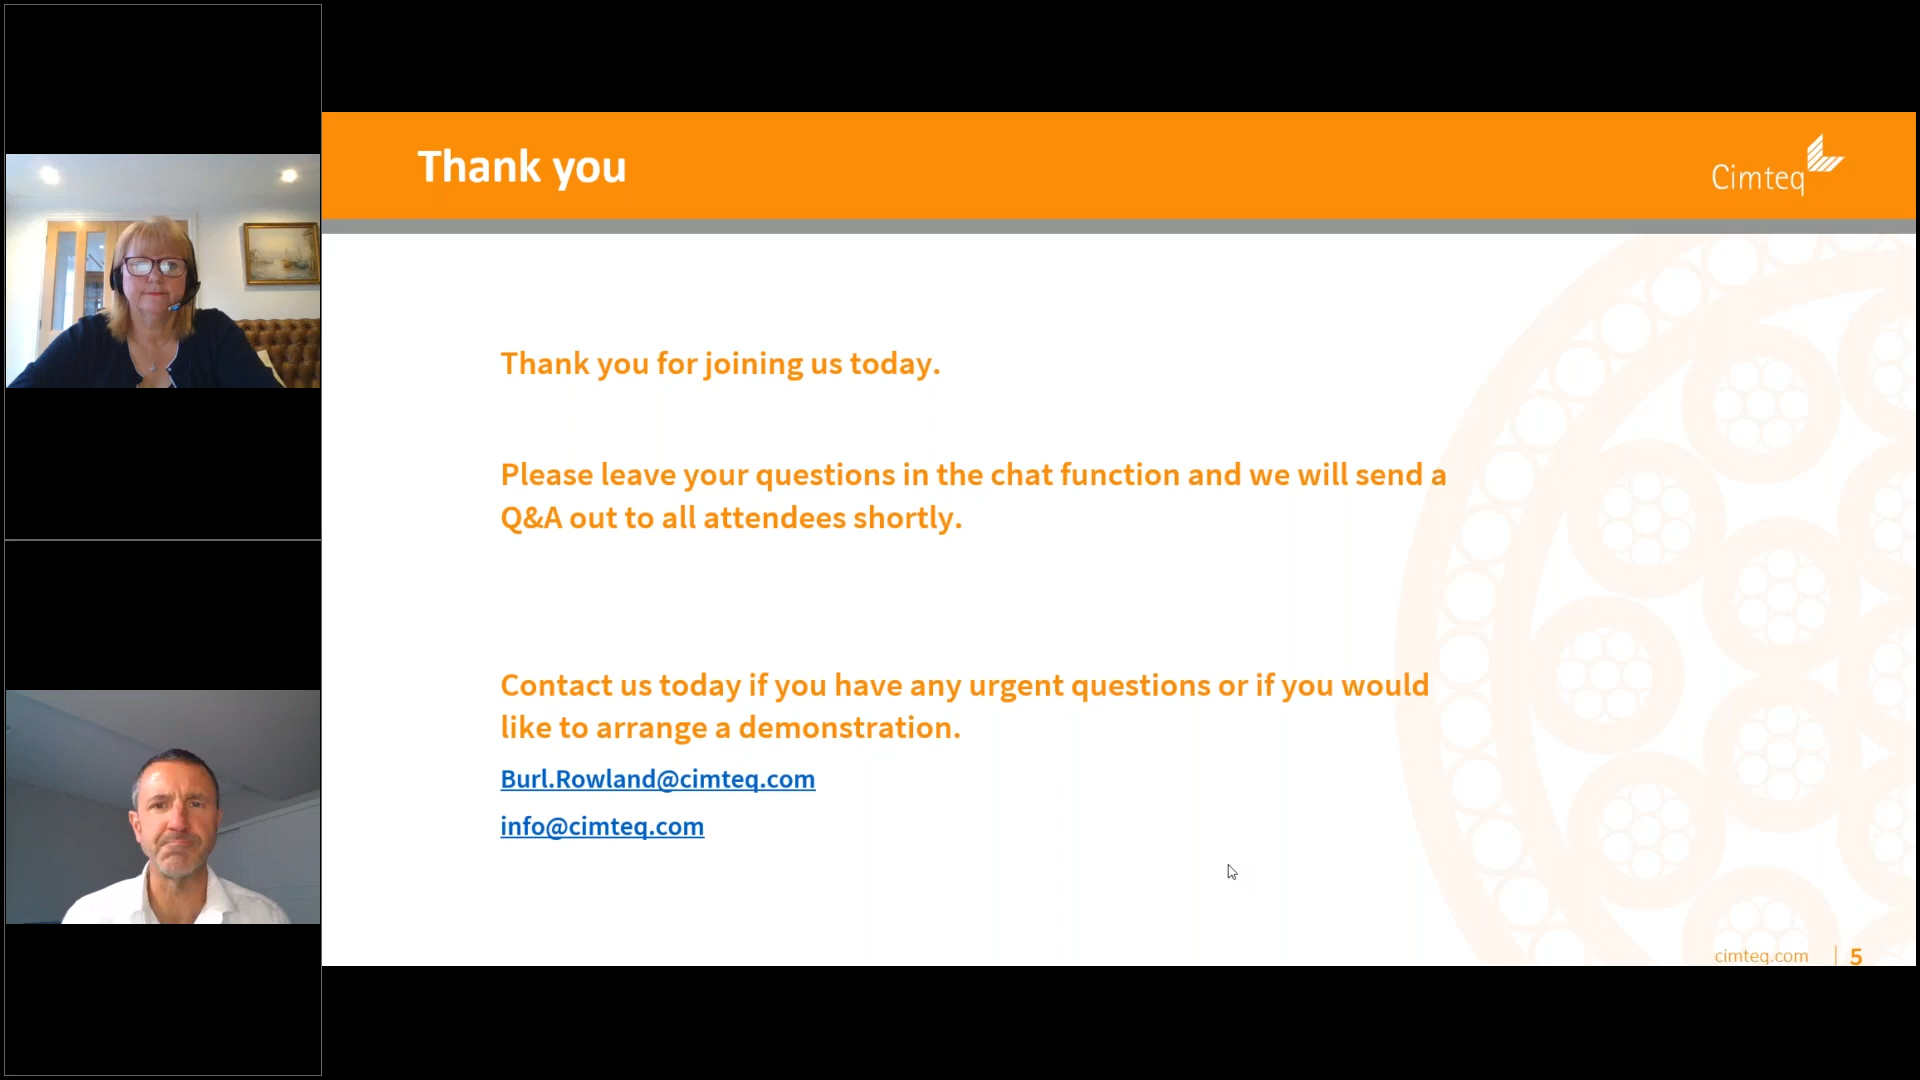 Thank you
Cimteq
Thank you for joining us today.
Please leave your questions in the chat function and we will send a
Q&A out to all attendees shortly.
Contact us today if you have any urgent questions or if you would
like to arrange a demonstration.
Burl.Rowland@cimteq.com
info@cimteq.com
cimteq.com
5